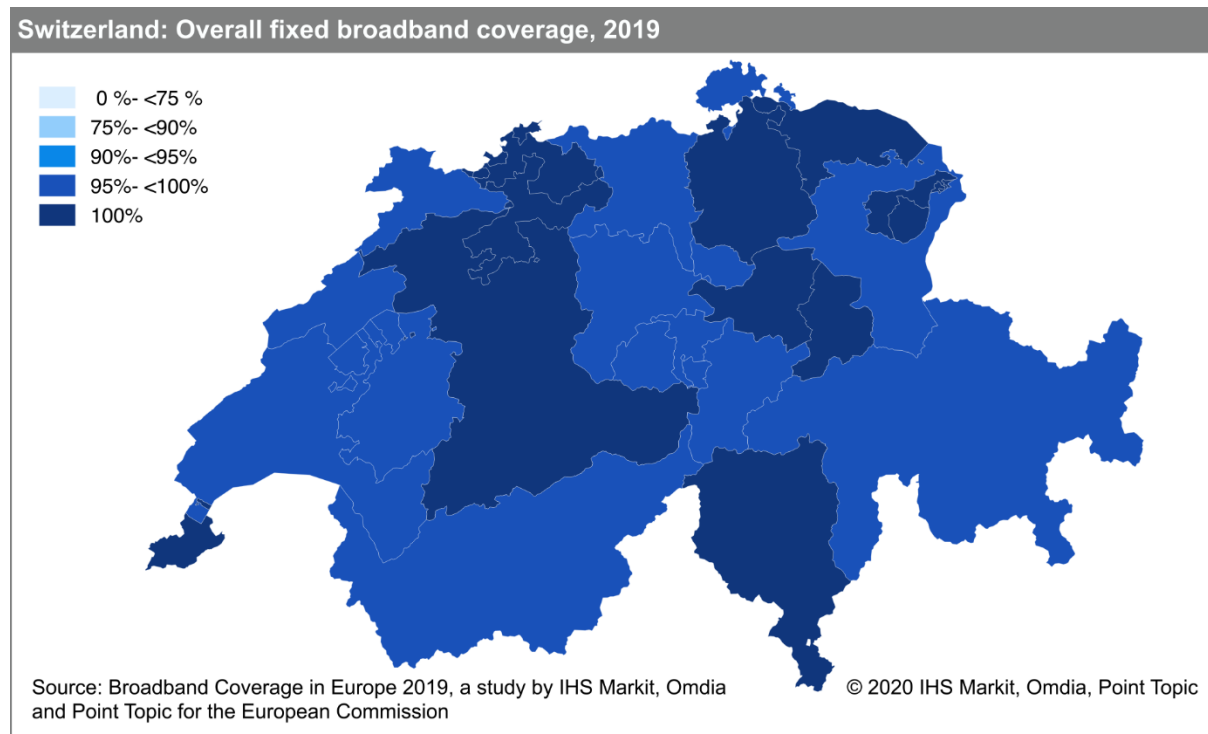 Switzerland: Overall fixed broadband coverage, 2019
0 %- <75 %
75%- <90%
90%- <95%
95%- <100%
100%
Source: Broadband Coverage in Europe 2019, a study by IHS Markit, Omdia
and Point Topic for the European Commission
© 2020 IHS Markit, Omdia, Point Topic